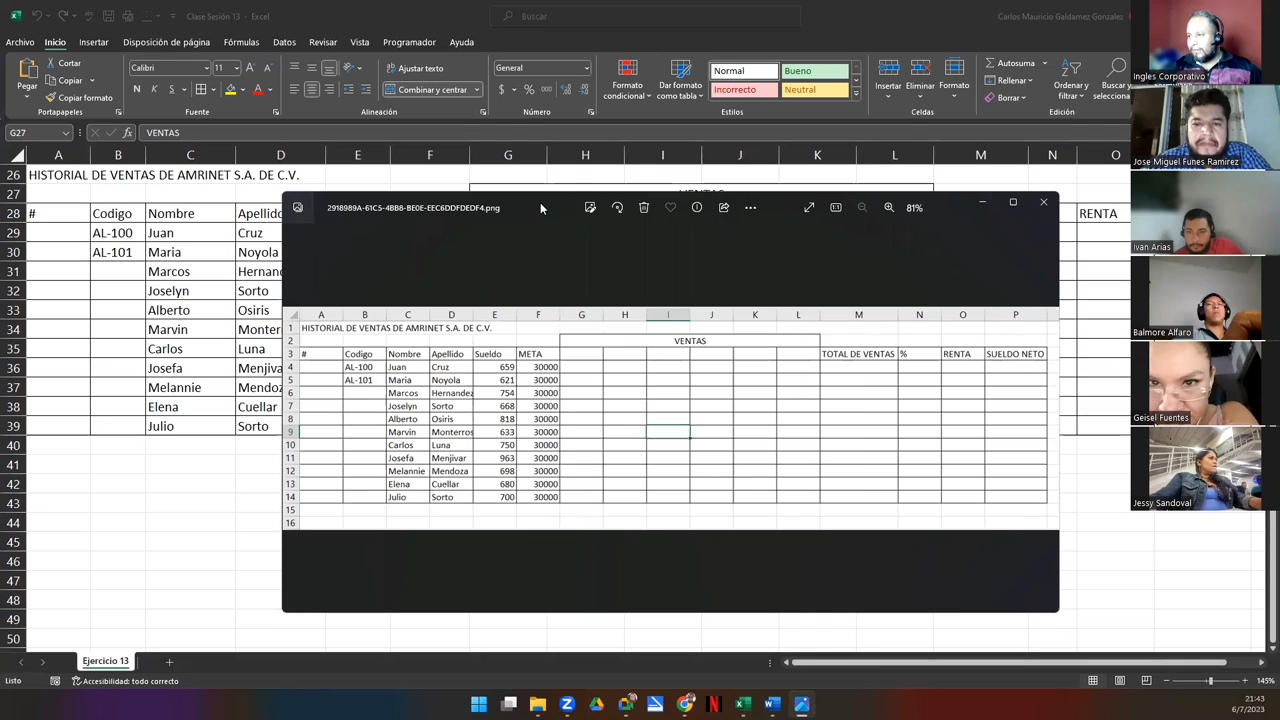 Clase Sesión 13 - Excel
Buscar
Carlos Mauricio Galdamez Gonzalez
Archivo Inicio Insertar Disposición de página Fórmulas Datos Revisar Vista Programador Ayuda
Pegar
Cortar
Copiar
Copiar formato
Portapapeles
Calibri 11
N K S
Fuente
Ajustar texto
Combinar y centrar
Alineación
General
$ % 000
Número
Formato condicional
Dar formato como tabla
Normal Bueno
Incorrecto Neutral
Estilos
Insertar Eliminar Formato
Celdas
Autosuma
Rellenar
Borrar
Ordenar y filtrar
Buscar y
Edición
G27 fx VENTAS
A B C D E F G H I J K L M N O
26 HISTORIAL DE VENTAS DE AMRINET S.A. DE C.V.
27
28 # Codigo Nombre Apellido RENTA
29 AL-100 Juan Cruz
30 AL-101 Maria Noyola
31 Marcos
32 Joselyn Sorto
33 Alberto Osiris
34 Marvin
35 Carlos Luna
36 Josefa
37 Melannie
38 Elena Cuellar
39 Julio Sorto
40
41
42
43
44
45
46
47
48
49
50
2918989A-61C5-4BB8-BE0E-EEC6DDFDEDF4.png 81%
A B C D E F G H I J K L M N O P
1 HISTORIAL DE VENTAS DE AMRINET S.A. DE C.V.
2 VENTAS
3 # Codigo Nombre Apellido Sueldo META TOTAL DE VENTAS % RENTA SUELDO NETO
4 AL-100 Juan Cruz 659 30000
5 AL-101 Maria Noyola 621 30000
6 Marcos Hernandez 754 30000
7 Joselyn Sorto 668 30000
8 Alberto Osiris 818 30000
9 Marvin Monterros 633 30000
10 Carlos Luna 750 30000
11 Josefa Menjivar 963 30000
12 Melannie Mendoza 698 30000
13 Elena Cuellar 680 30000
14 Julio Sorto 700 30000
15
16
Ingles Corporativo
Jose Miguel Funes Ramirez
Ivan Arias
Balmore Alfaro
Geisel Fuentes
Jessy Sandoval
Ejercicio 13
Listo Accesibilidad: todo correcto 145%
21:43
6/7/2023